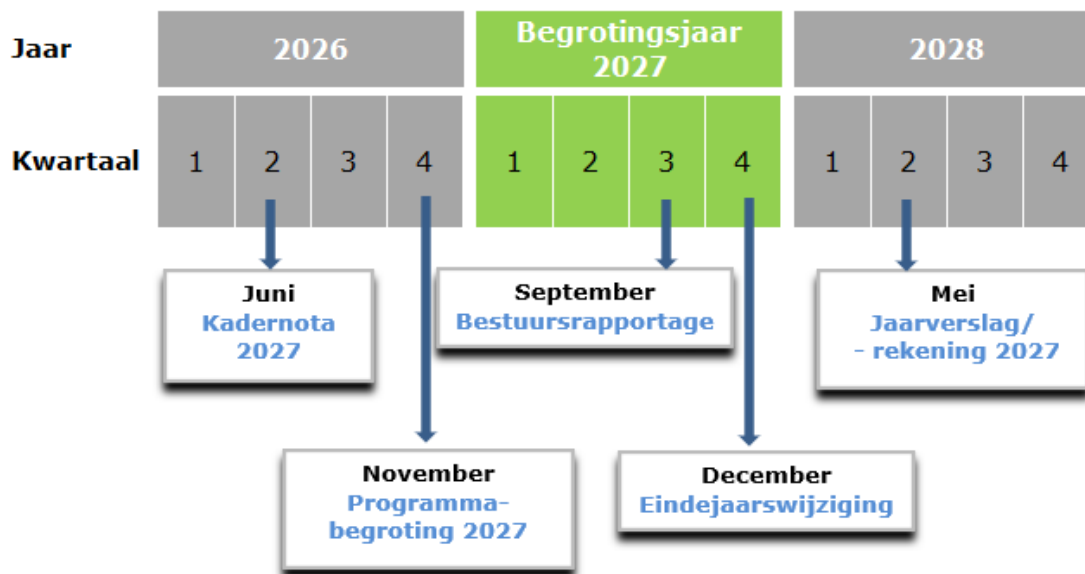 Jaar
2026
Begrotingsjaar
2027
2028
Kwartaal
1 2 3 4 1 2 3 4 1 2 3 4
Juni
Kadernota
2027
September
Bestuursrapportage
Mei
Jaarverslag/
- rekening 2027
November
Programma-
begroting 2027
December
Eindejaarswijziging